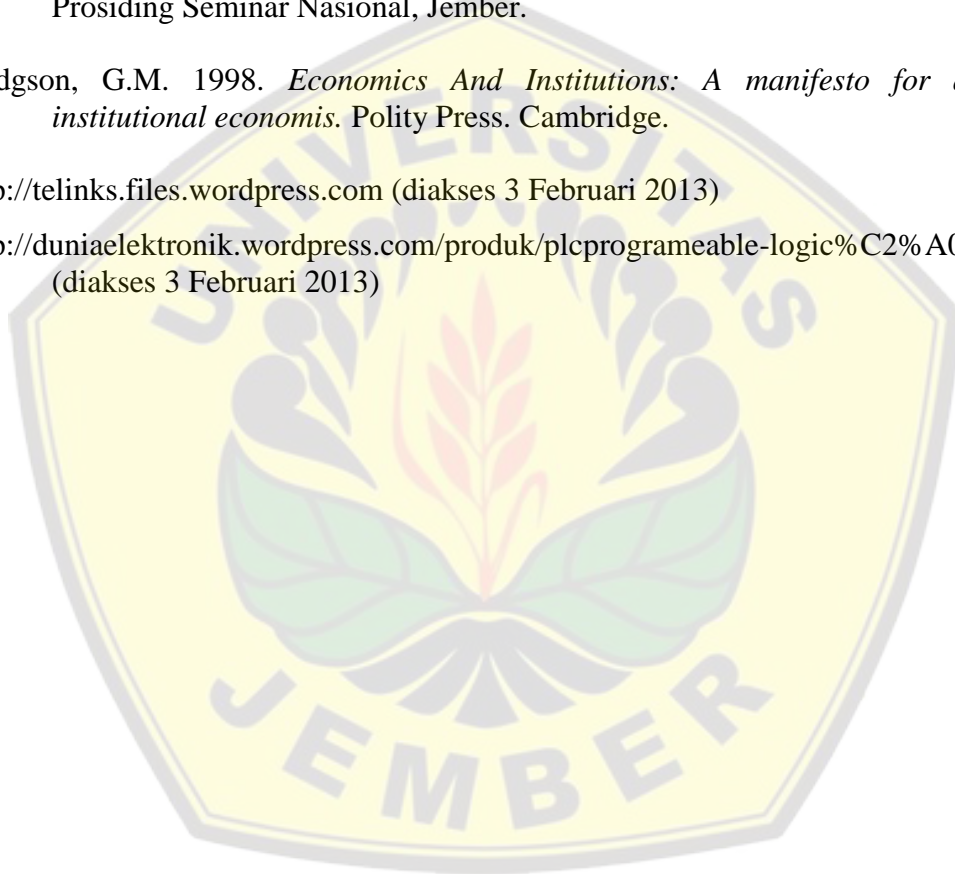 Prosiding Seminar Nasional, Jember.
dgson, G.M. 1998. Economics And Institutions: A manifesto for
institutional economis. Polity Press. Cambridge.
p://telinks.files.wordpress.com (diakses 3 Februari 2013)
p://duniaelektronik.wordpress.com/produk/plcprogrameable-logic%C2%A0
(diakses 3 Februari 2013)
UNIVERSITAS
JEMBER